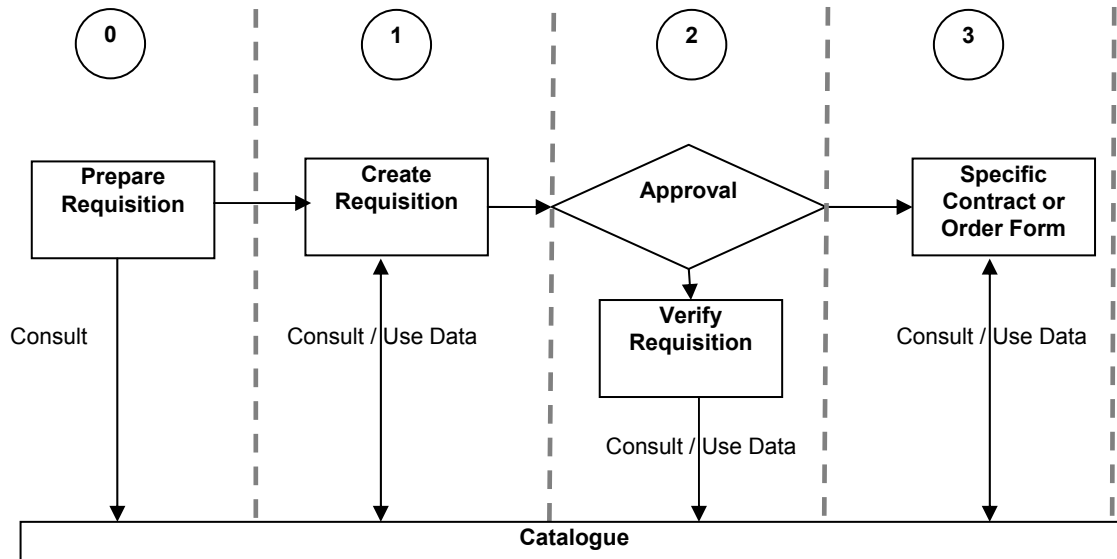 0
1
2
3
Prepare
Requisition
Create
Requisition
Approval
Specific
Contract or
Order Form
Verify
Requisition
Consult
Consult / Use Data
Consult / Use Data
Consult / Use Data
Catalogue